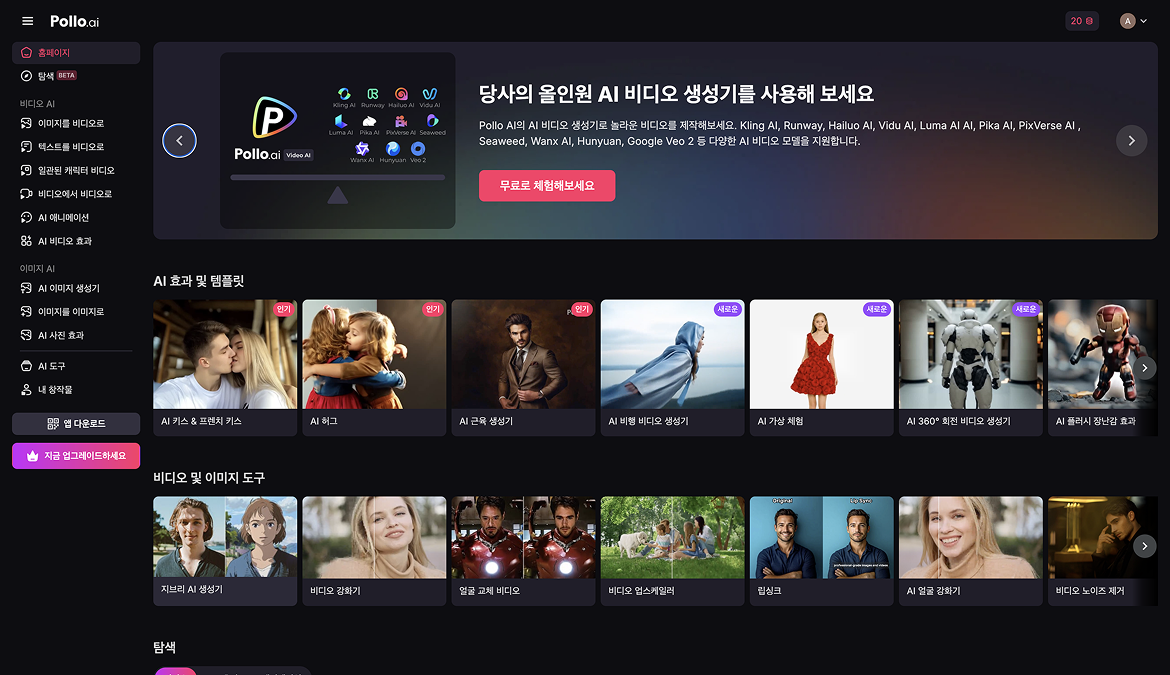 Pollo.ai
20
A
홈페이지
탐색 BETA
비디오 AI
이미지를 비디오로
텍스트를 비디오로
일관된 캐릭터 비디오
비디오에서 비디오로
AI 애니메이션
AI 비디오 효과
이미지 AI
AI 이미지 생성기
이미지를 이미지로
AI 사진 효과
AI 도구
내 창작물
앱 다운로드
지금 업그레이드하세요
Kling AI Runway Hailuo AI Vidu AI
Luma AI Pika AI PixVerse AI Seaweed
Wanx AI Hunyuan Veo 2
Pollo.ai Video AI
당사의 올인원 AI 비디오 생성기를 사용해 보세요
Pollo AI의 AI 비디오 생성기로 놀라운 비디오를 제작해보세요. Kling AI, Runway, Hailuo AI, Vidu AI, Luma AI AI, Pika AI, PixVerse AI ,
Seaweed, Wanx AI, Hunyuan, Google Veo 2 등 다양한 AI 비디오 모델을 지원합니다.
무료로 체험해보세요
AI 효과 및 템플릿
인기
인기
인기
새로운
새로운
새로운
AI 키스 & 프렌치 키스
AI 허그
AI 근육 생성기
AI 비행 비디오 생성기
AI 가상 체험
AI 360° 회전 비디오 생성기
AI 플러시 장난감 효과
비디오 및 이미지 도구
Original
Lip Sync
professional-grade images and videos
지브리 AI 생성기
비디오 강화기
얼굴 교체 비디오
비디오 업스케일러
립싱크
AI 얼굴 강화기
비디오 노이즈 제거
탐색